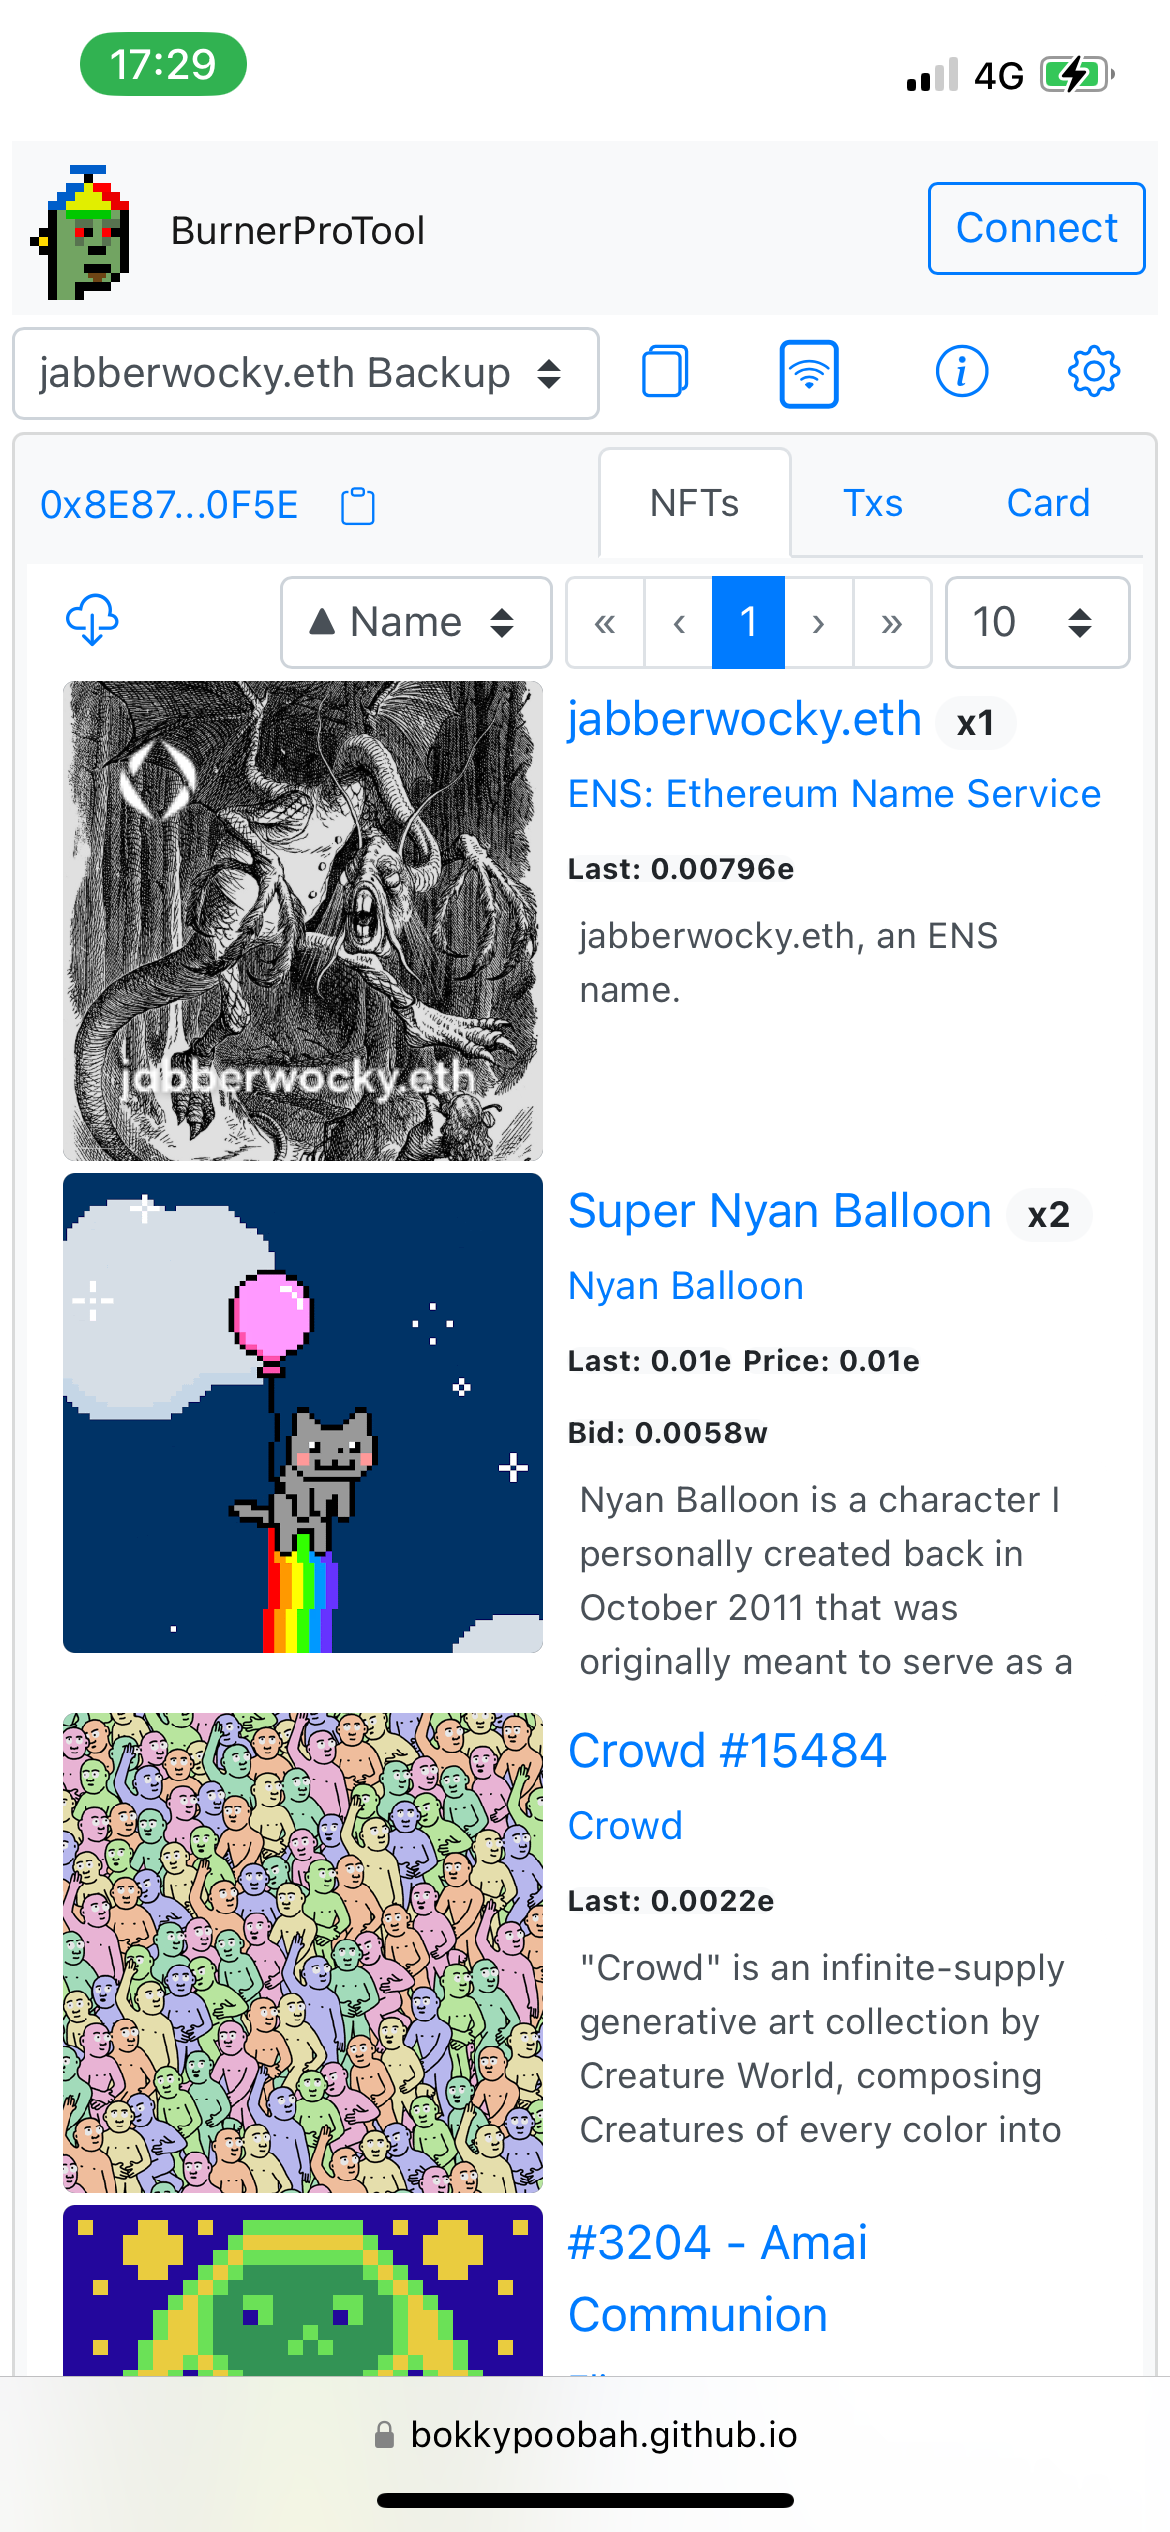 17:29
4G
BurnerProTool
Connect
jabberwocky.eth Backup
0x8E87...0F5E
NFTs
Txs
Card
▲ Name
«
‹
1
›
»
10
jabberwocky.eth
jabberwocky.eth x1
ENS: Ethereum Name Service
Last: 0.00796e
jabberwocky.eth, an ENS
name.
Super Nyan Balloon x2
Nyan Balloon
Last: 0.01e Price: 0.01e
Bid: 0.0058w
Nyan Balloon is a character I
personally created back in
October 2011 that was
originally meant to serve as a
Crowd #15484
Crowd
Last: 0.0022e
"Crowd" is an infinite-supply
generative art collection by
Creature World, composing
Creatures of every color into
#3204 - Amai
Communion
bokkypoobah.github.io